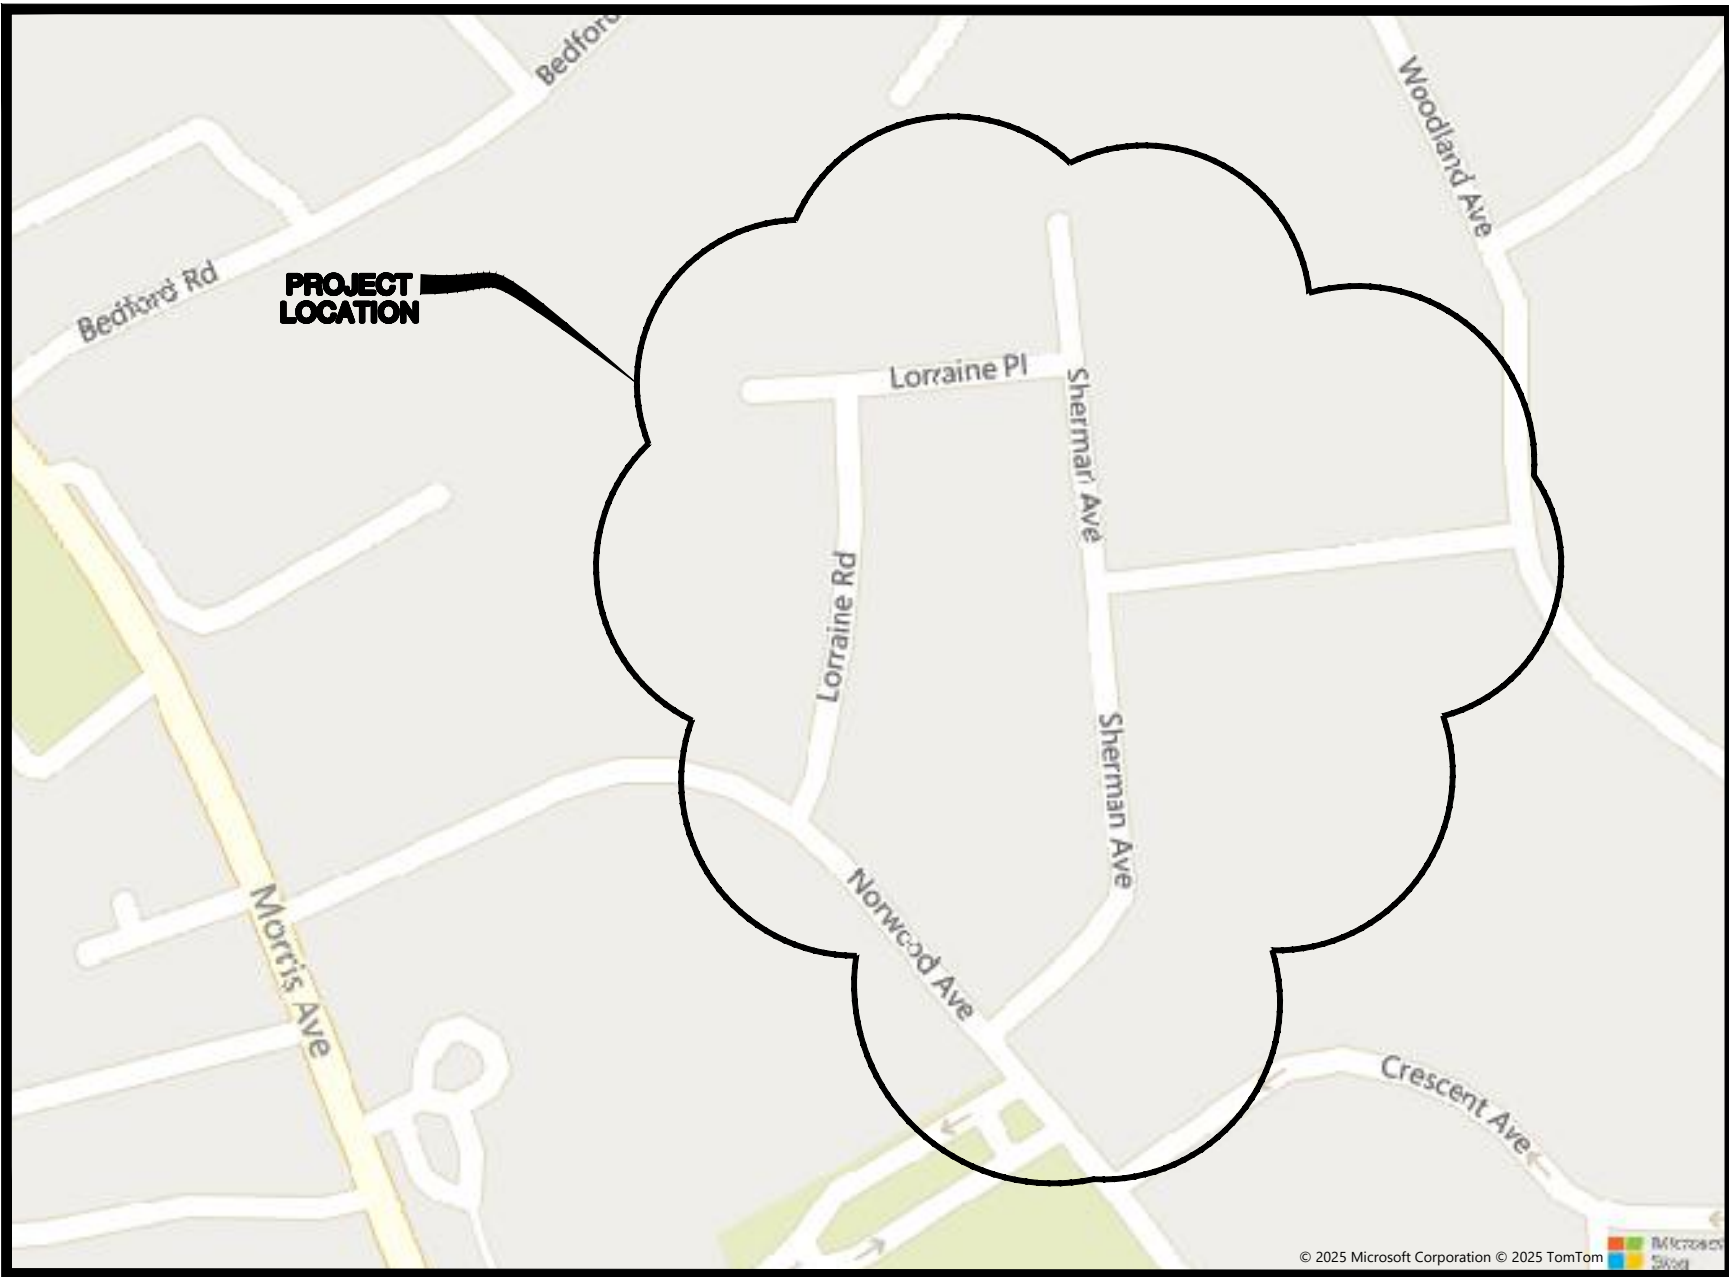 Bedford
Woodland Ave
Bedford Rd
PROJECT
LOCATION
Lorraine Pl
Sherman Ave
Lorraine Rd
Sherman Ave
Norwood Ave
Morris Ave
Crescent Ave
© 2025 Microsoft Corporation © 2025 TomTom